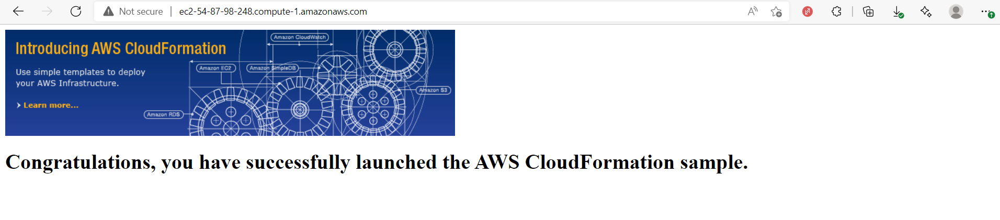 Not secure
ec2-54-87-98-248.compute-1.amazonaws.com
Introducing AWS CloudFormation
Use simple templates to deploy
your AWS Infrastructure.
Learn more...
Amazon CloudWatch
Amazon EC2
Amazon SimpleDB
Amazon S3
Amazon RDS
Congratulations, you have successfully launched the AWS CloudFormation sample.